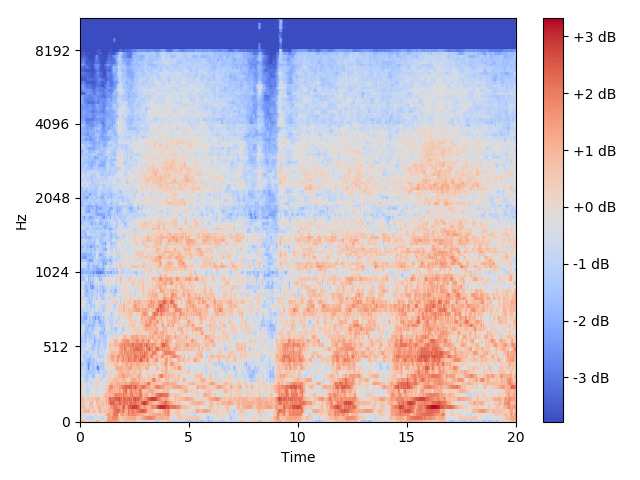 8192
4096
2048
1024
512
0
Hz
0 5 10 15 20
Time
+3 dB
+2 dB
+1 dB
+0 dB
-1 dB
-2 dB
-3 dB